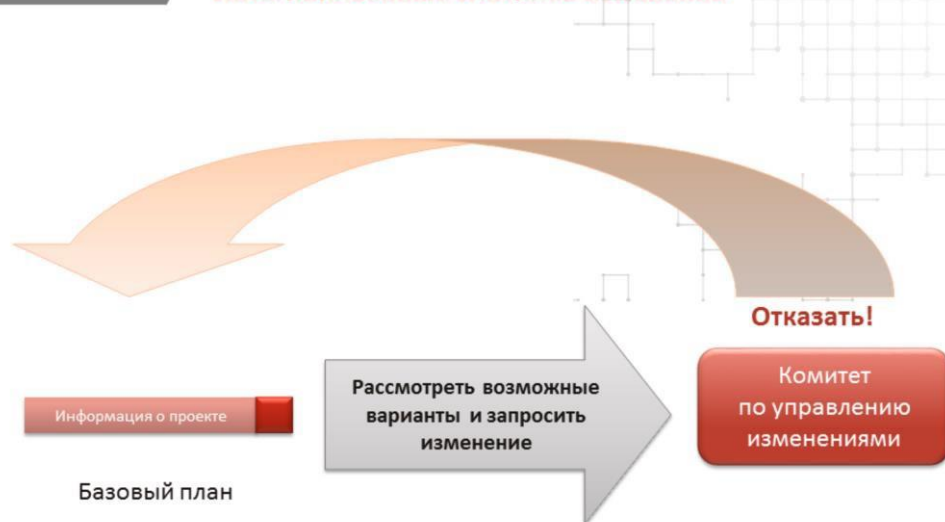 Отказать!
Рассмотреть возможные
варианты и запросить
изменение
Комитет
по управлению
изменениями
Информация о проекте
Базовый план